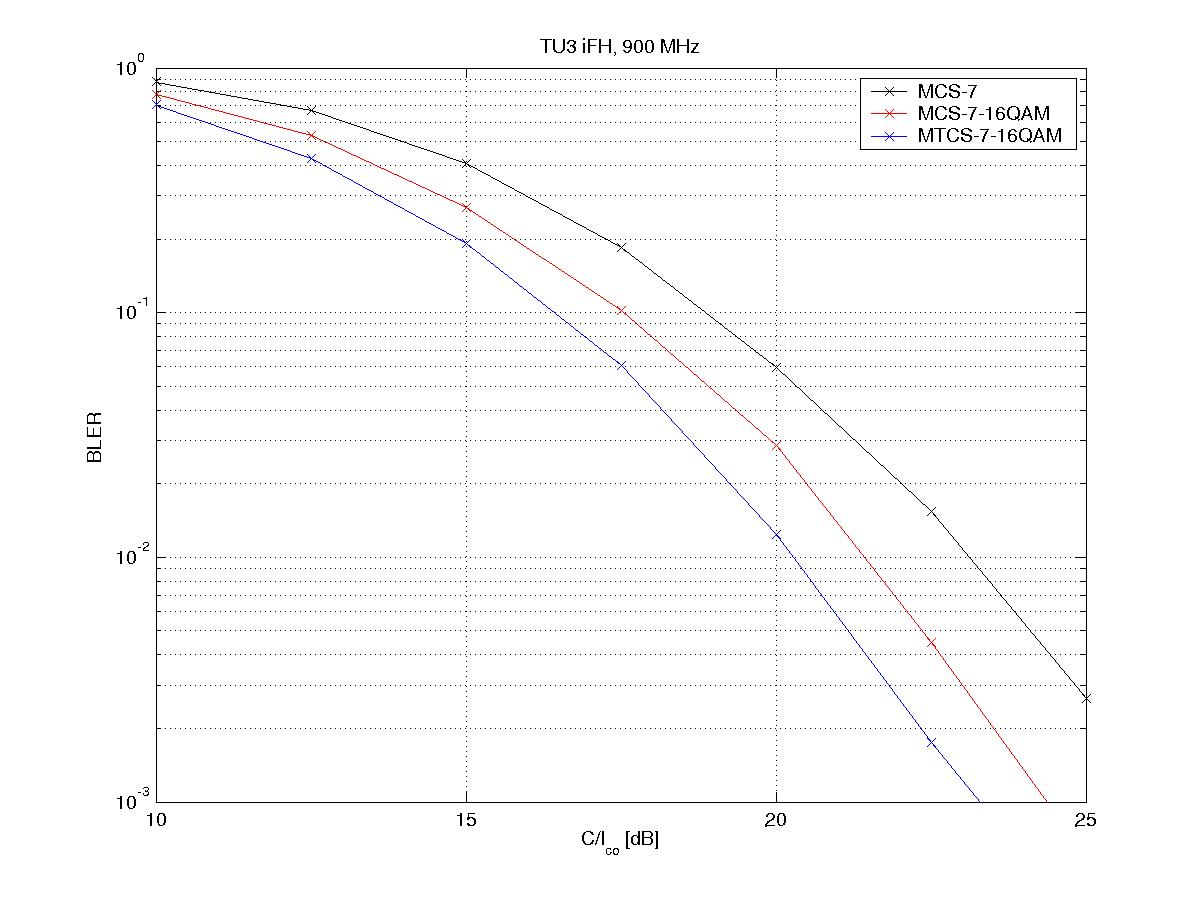 TU3 iFH, 900 MHz
MCS-7
MCS-7-16QAM
MTCS-7-16QAM
10^0
10^-1
10^-2
10^-3
BLER
10 15 20 25
C/I_co [dB]